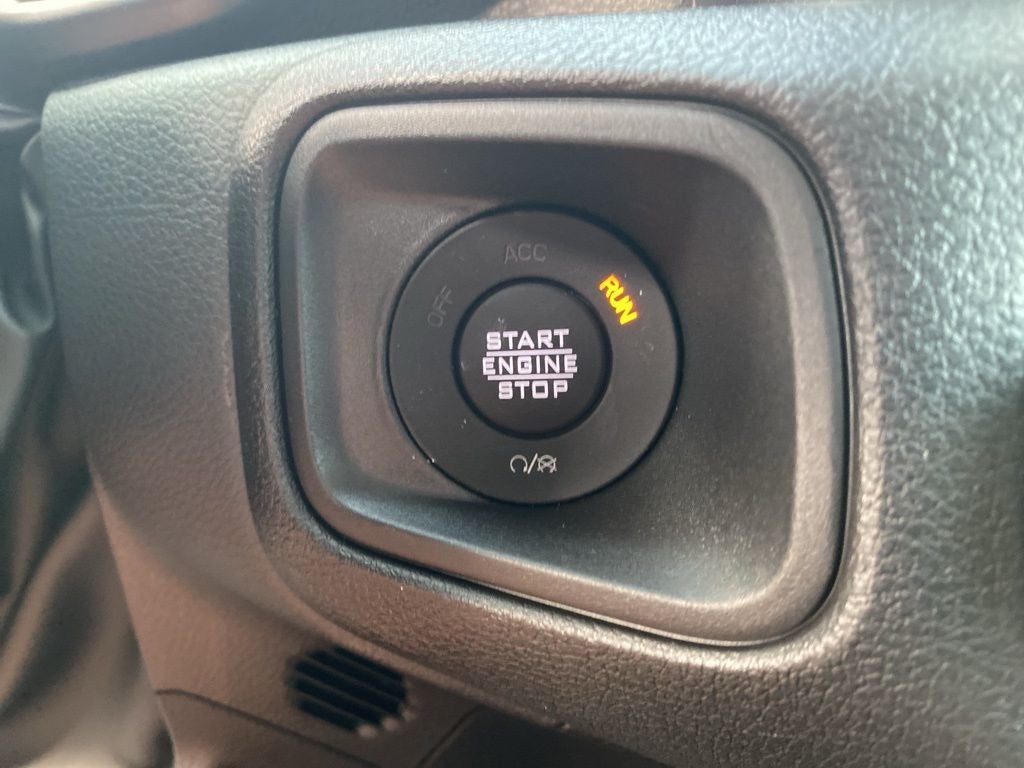 ACC
OFF
RUN
START
ENGINE
STOP